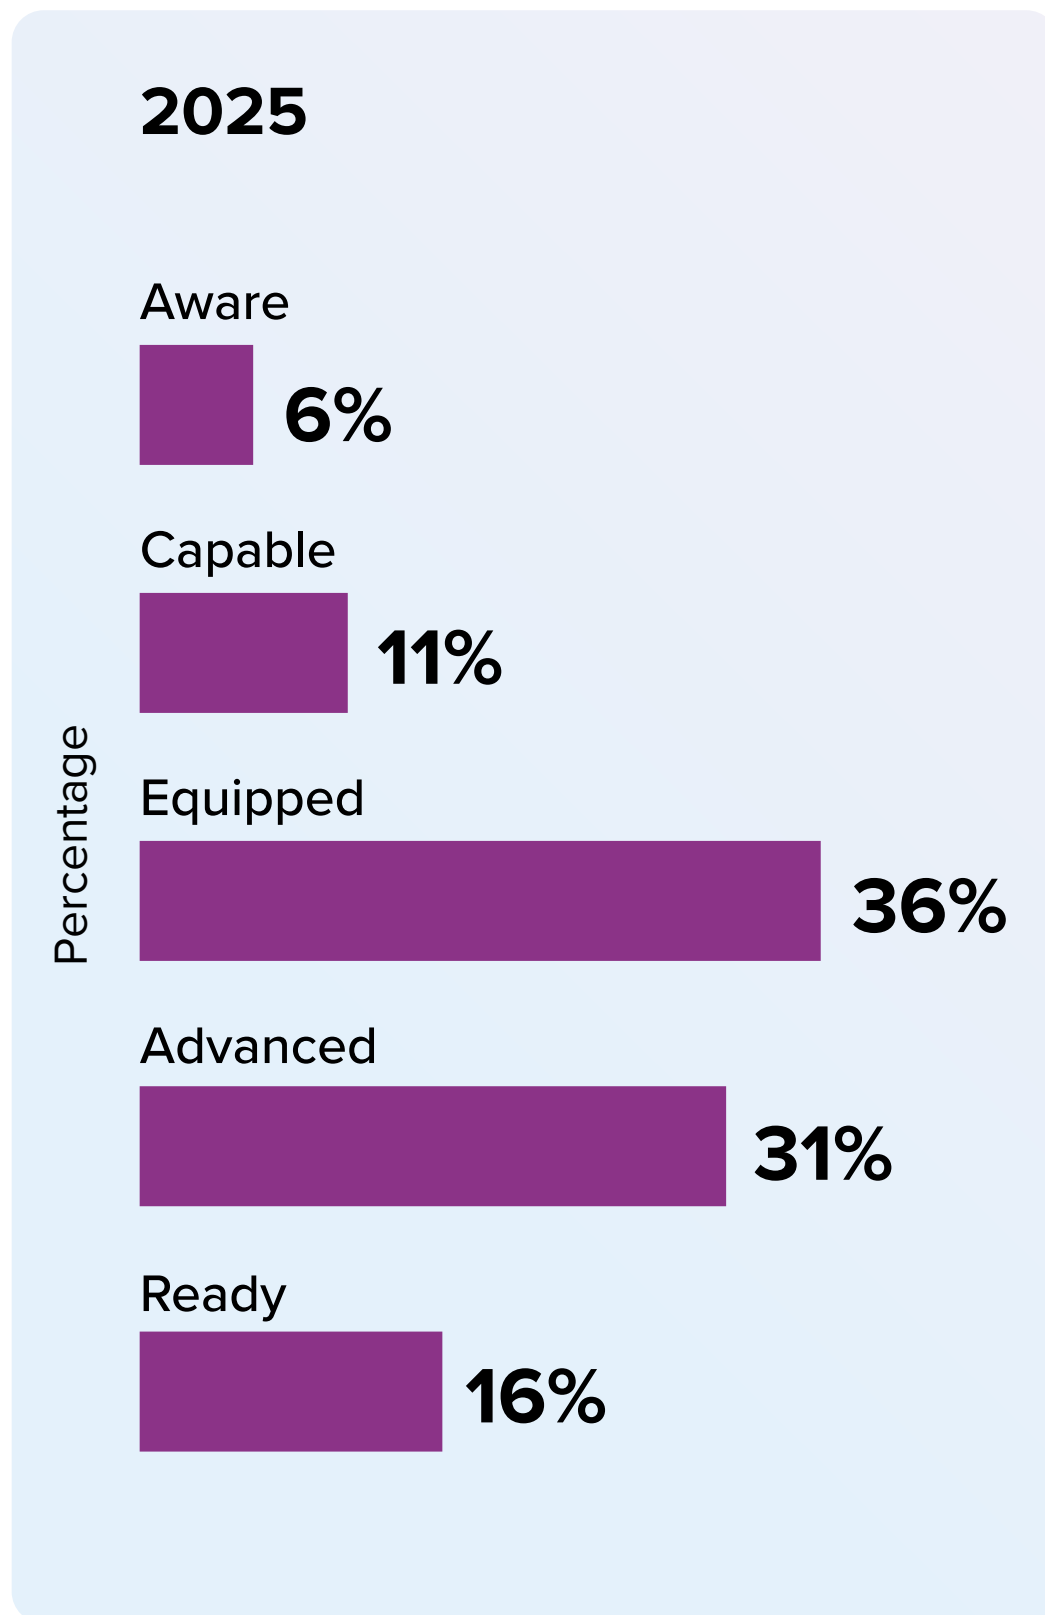 2025
Aware
6%
Capable
11%
Percentage
Equipped
36%
Advanced
31%
Ready
16%